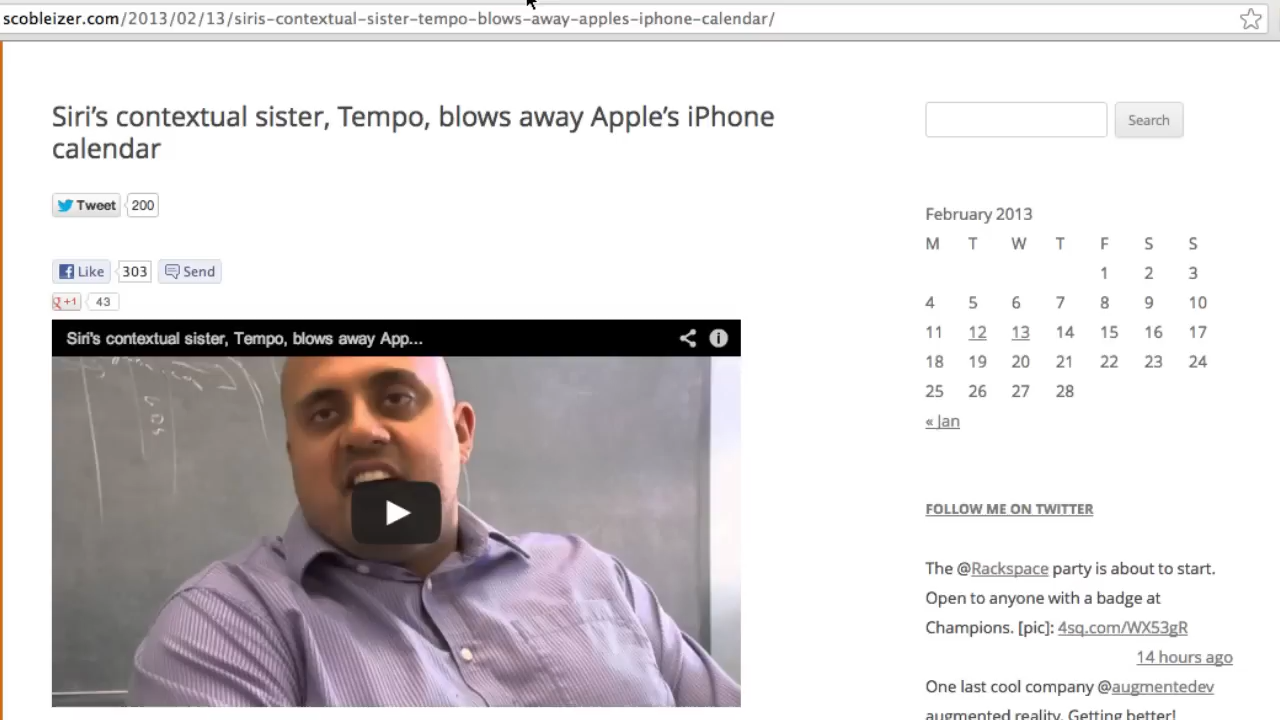 scobleizer.com/2013/02/13/siris-contextual-sister-tempo-blows-away-apples-iphone-calendar/
Siri's contextual sister, Tempo, blows away Apple's iPhone
calendar
Tweet 200
Like 303 Send
g+1 43
Siri's contextual sister, Tempo, blows away App...
Search
February 2013
M T W T F S S
1 2 3
4 5 6 7 8 9 10
11 12 13 14 15 16 17
18 19 20 21 22 23 24
25 26 27 28
« Jan
FOLLOW ME ON TWITTER
The @Rackspace party is about to start.
Open to anyone with a badge at
Champions. [pic]: 4sq.com/WX53gR
14 hours ago
One last cool company @augmentedev
augmented reality. Getting better!